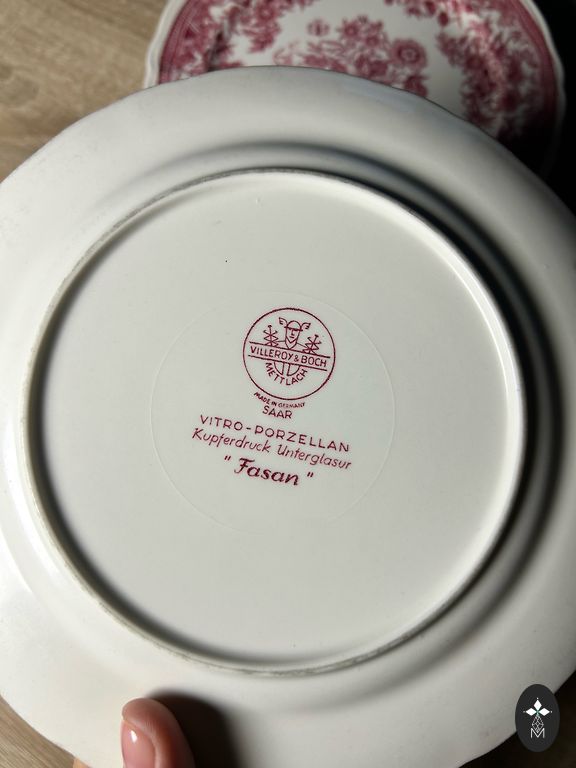 VILLEROY & BOCH
METTLACH
MADE IN GERMANY
SAAR
VITRO-PORZELLAN
Kupferdruck Unterglasur
" Fasan "
M